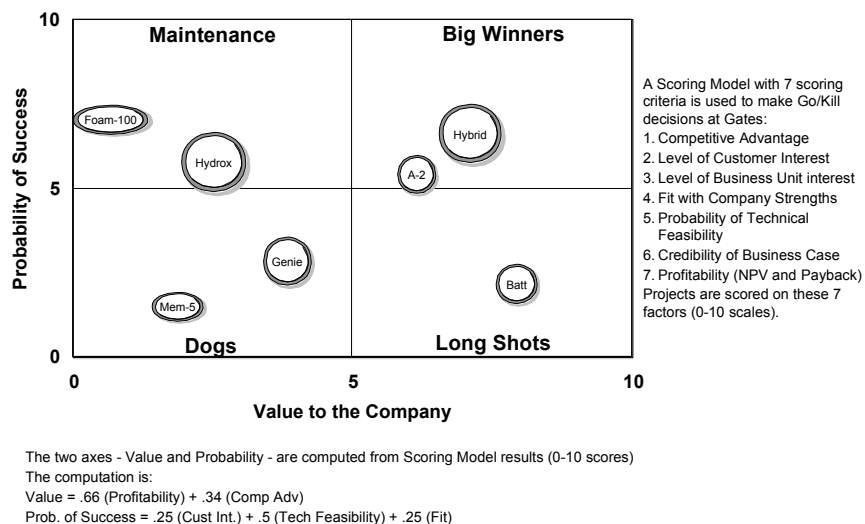 10
Maintenance
Big Winners
Foam-100
Hydrox
Hybrid
A-2
5
Genie
Mem-5
Batt
Dogs
Long Shots
0
0
5
10
Probability of Success
Value to the Company
A Scoring Model with 7 scoring
criteria is used to make Go/Kill
decisions at Gates:
1. Competitive Advantage
2. Level of Customer Interest
3. Level of Business Unit interest
4. Fit with Company Strengths
5. Probability of Technical
Feasibility
6. Credibility of Business Case
7. Profitability (NPV and Payback)
Projects are scored on these 7
factors (0-10 scales).
The two axes - Value and Probability - are computed from Scoring Model results (0-10 scores)
The computation is:
Value = .66 (Profitability) + .34 (Comp Adv)
Prob. of Success = .25 (Cust Int.) + .5 (Tech Feasibility) + .25 (Fit)